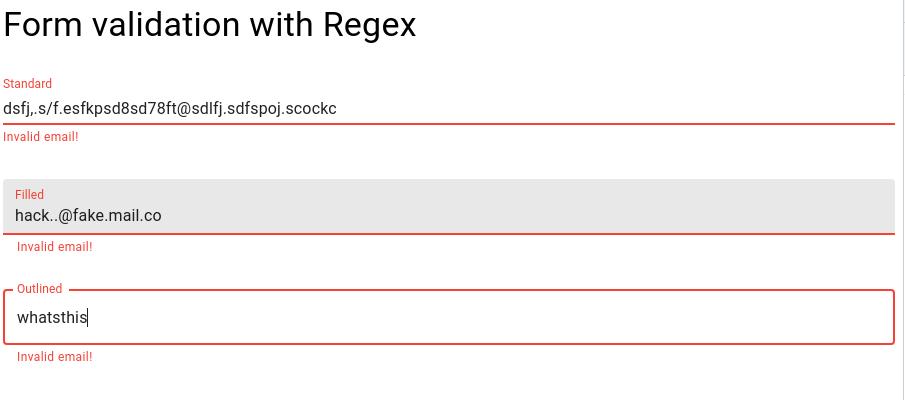 Form validation with Regex
Standard
dsfj,.s/f.esfkpsd8sd78ft@sdlfj.sdfspoj.scockc
Invalid email!
Filled
hack..@fake.mail.co
Invalid email!
Outlined
whatsthis
Invalid email!